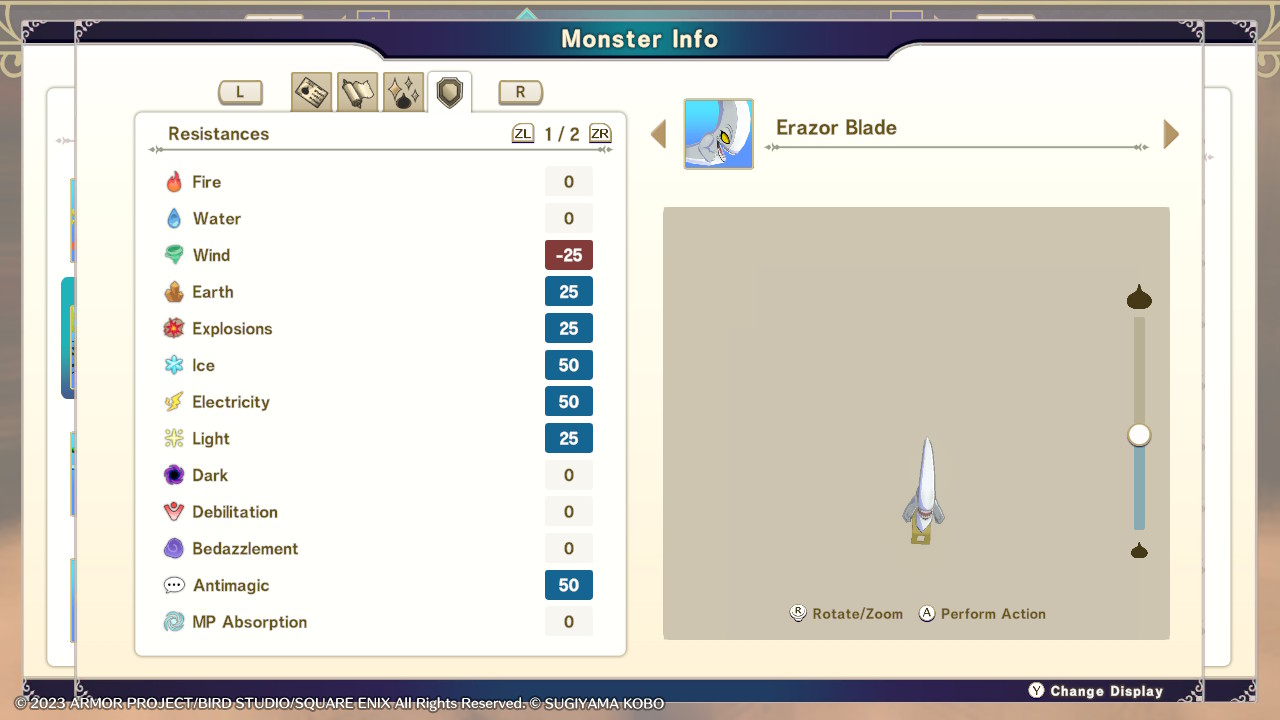 Monster Info
L
R
Resistances
ZL 1 / 2 ZR
Fire 0
Water 0
Wind -25
Earth 25
Explosions 25
Ice 50
Electricity 50
Light 25
Dark 0
Debilitation 0
Bedazzlement 0
Antimagic 50
MP Absorption 0
Erazor Blade
R Rotate/Zoom A Perform Action
Y Change Display
© 2023 ARMOR PROJECT/BIRD STUDIO/SQUARE ENIX All Rights Reserved. © SUGIYAMA KOBO